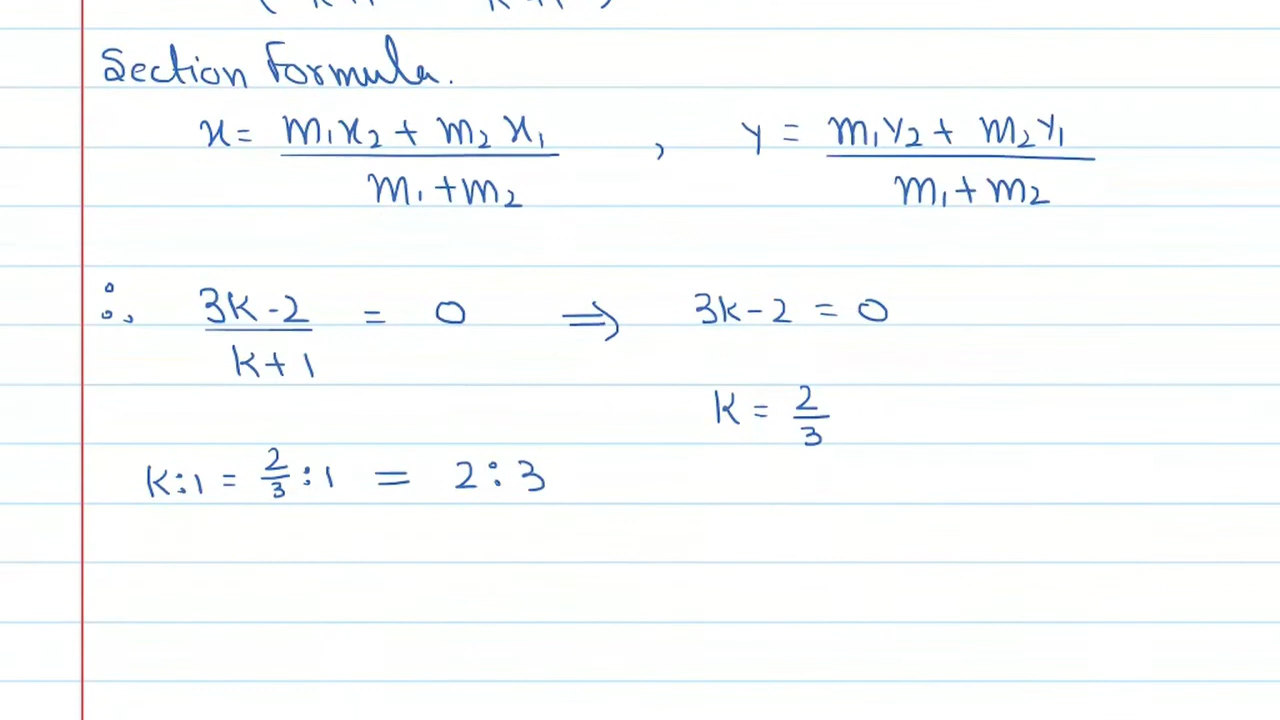 Section Formula.
x = m₁x₂ + m₂x₁ / m₁+m₂ , y = m₁y₂ + m₂y₁ / m₁+m₂
∴ 3k-2 / k+1 = 0 ⇒ 3k-2 = 0
k = 2/3
k:1 = 2/3 : 1 = 2:3